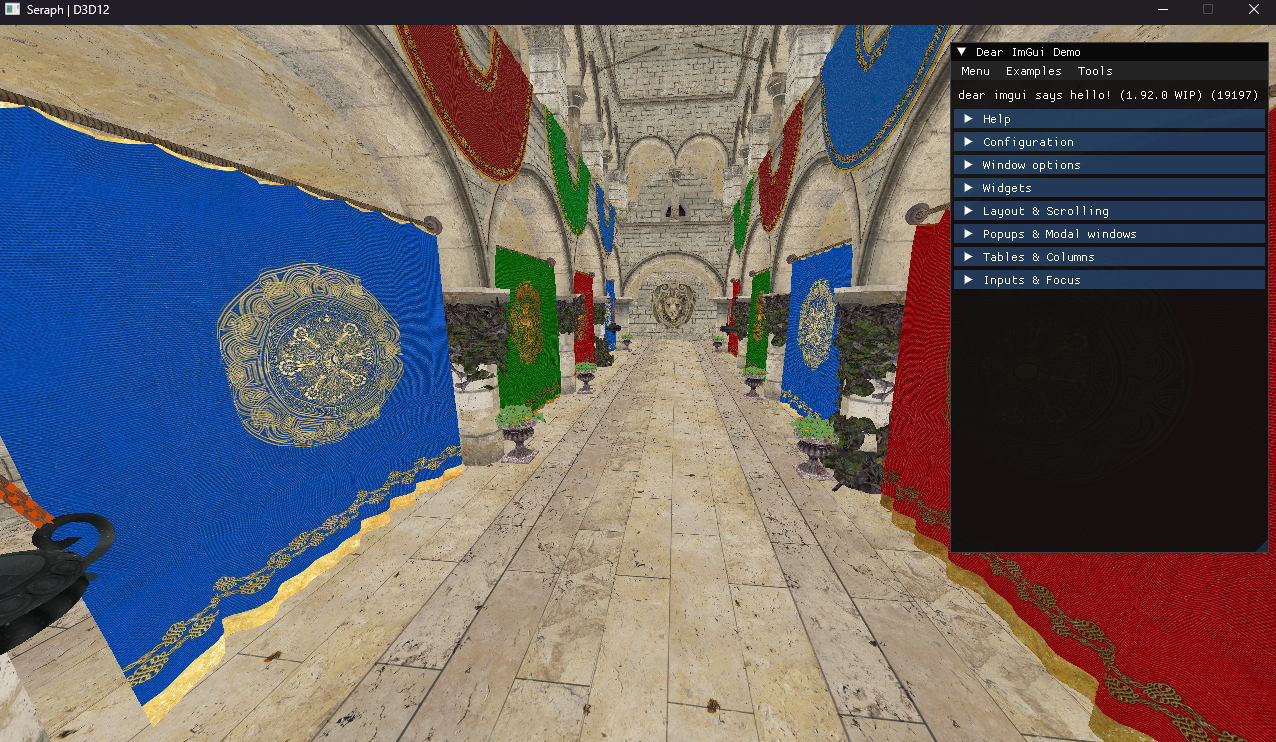 Seraph | D3D12
Dear ImGui Demo
Menu Examples Tools
dear imgui says hello! (1.92.0 WIP) (19197)
Help
Configuration
Window options
Widgets
Layout & Scrolling
Popups & Modal windows
Tables & Columns
Inputs & Focus